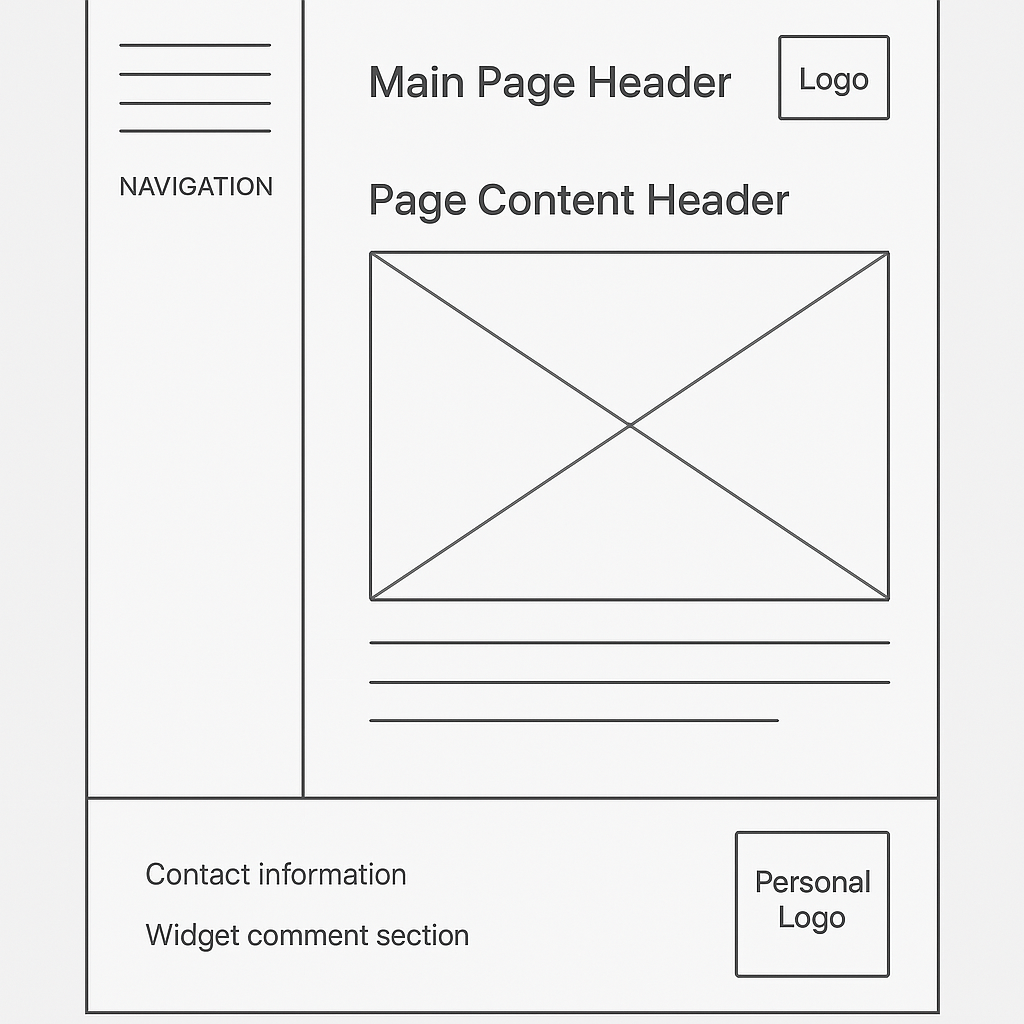 NAVIGATION
Main Page Header
Logo
Page Content Header
Contact information
Widget comment section
Personal
Logo